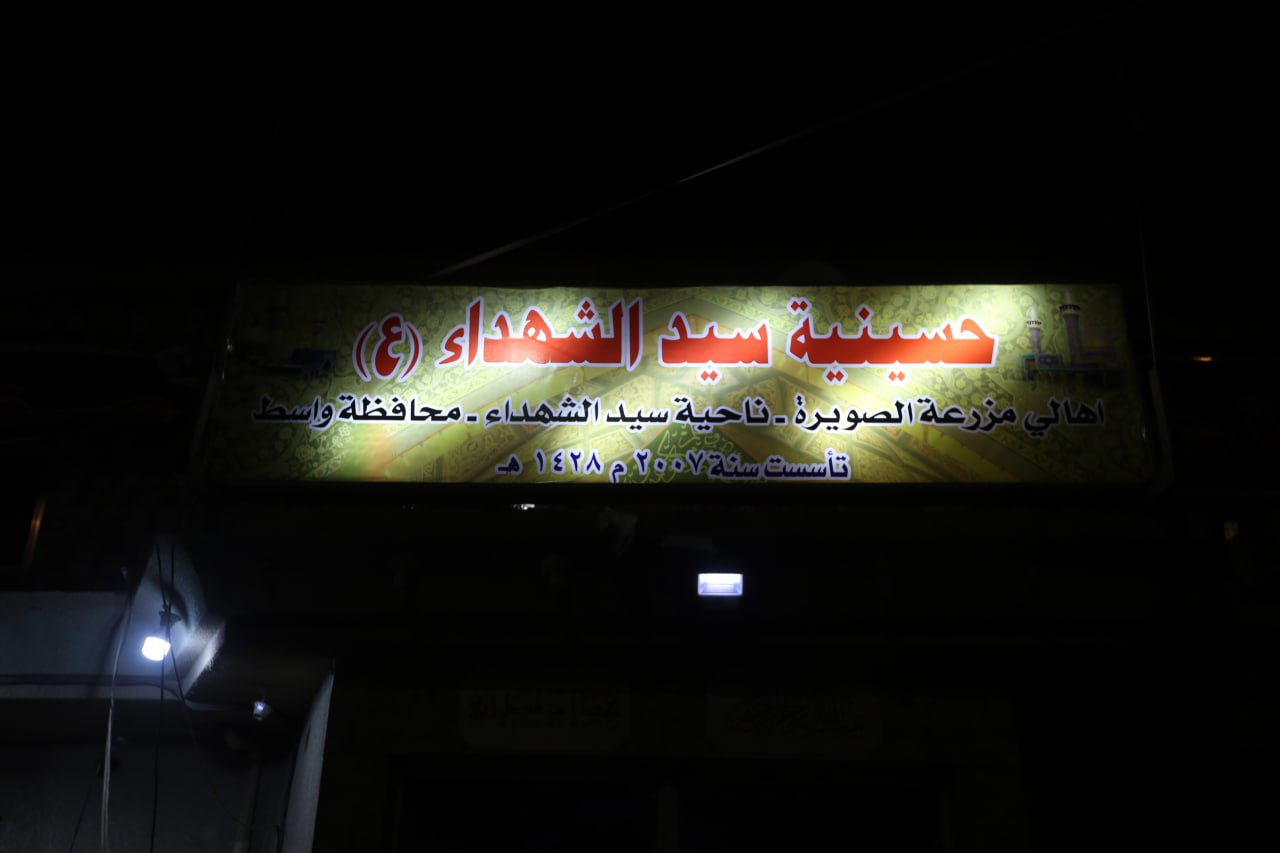 حسينية سيد الشهداء (ع)
اهالي مزرعة الصويرة - ناحية سيد الشهداء - محافظة واسط
تأسست سنة ٢٠٠٧ م ١٤٢٨ هـ